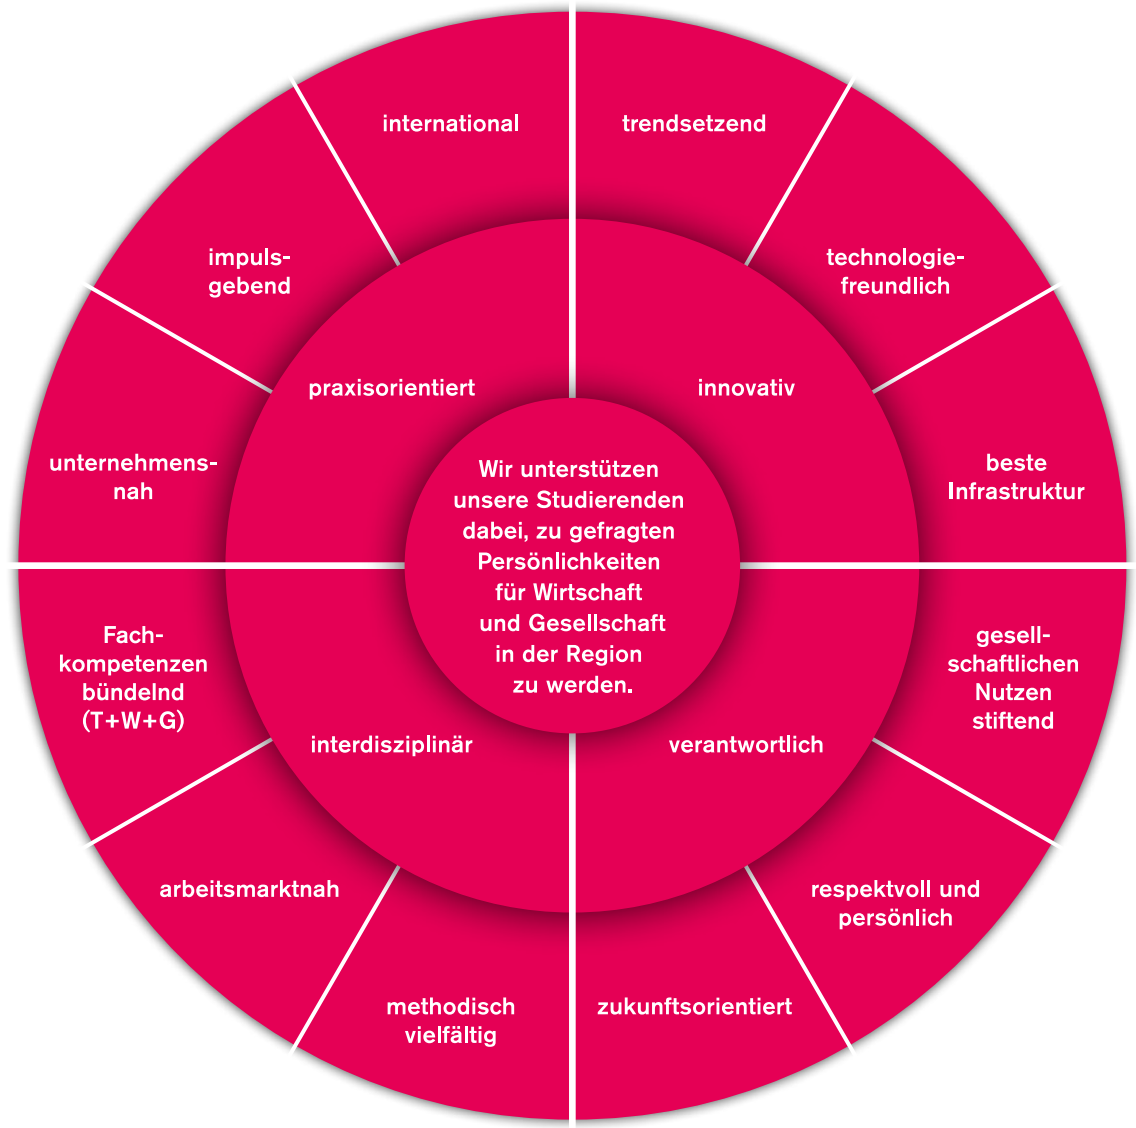 international
trendsetzend
impuls-
gebend
technologie-
freundlich
praxisorientiert
innovativ
unternehmens-
nah
beste
Infrastruktur
Wir unterstützen
unsere Studierenden
dabei, zu gefragten
Persönlichkeiten
für Wirtschaft
und Gesellschaft
in der Region
zu werden.
Fach-
kompetenzen
bündelnd
(T+W+G)
gesell-
schaftlichen
Nutzen
stiftend
interdisziplinär
verantwortlich
arbeitsmarktnah
respektvoll und
persönlich
methodisch
vielfältig
zukunftsorientiert